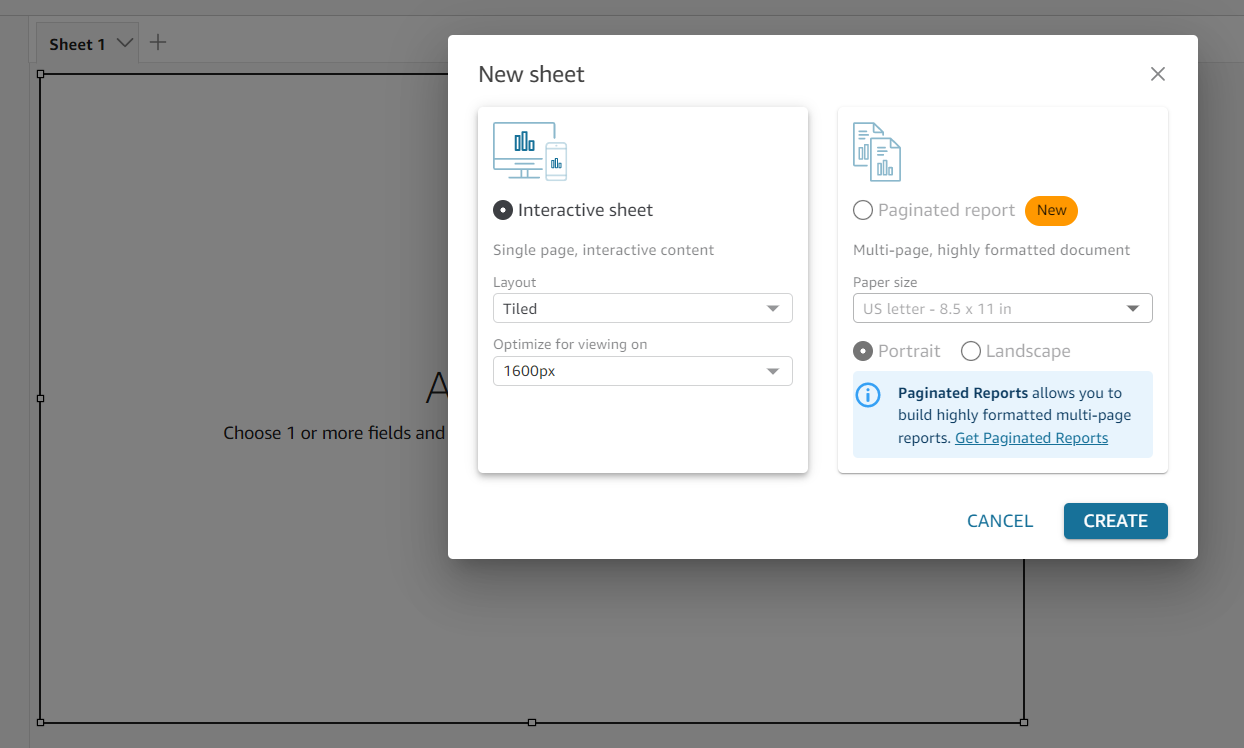 Sheet 1
New sheet
Interactive sheet
Single page, interactive content
Layout
Tiled
Optimize for viewing on
1600px
Paginated report New
Multi-page, highly formatted document
Paper size
US letter - 8.5 x 11 in
Portrait Landscape
Paginated Reports allows you to
build highly formatted multi-page
reports. Get Paginated Reports
CANCEL CREATE
A
Choose 1 or more fields and